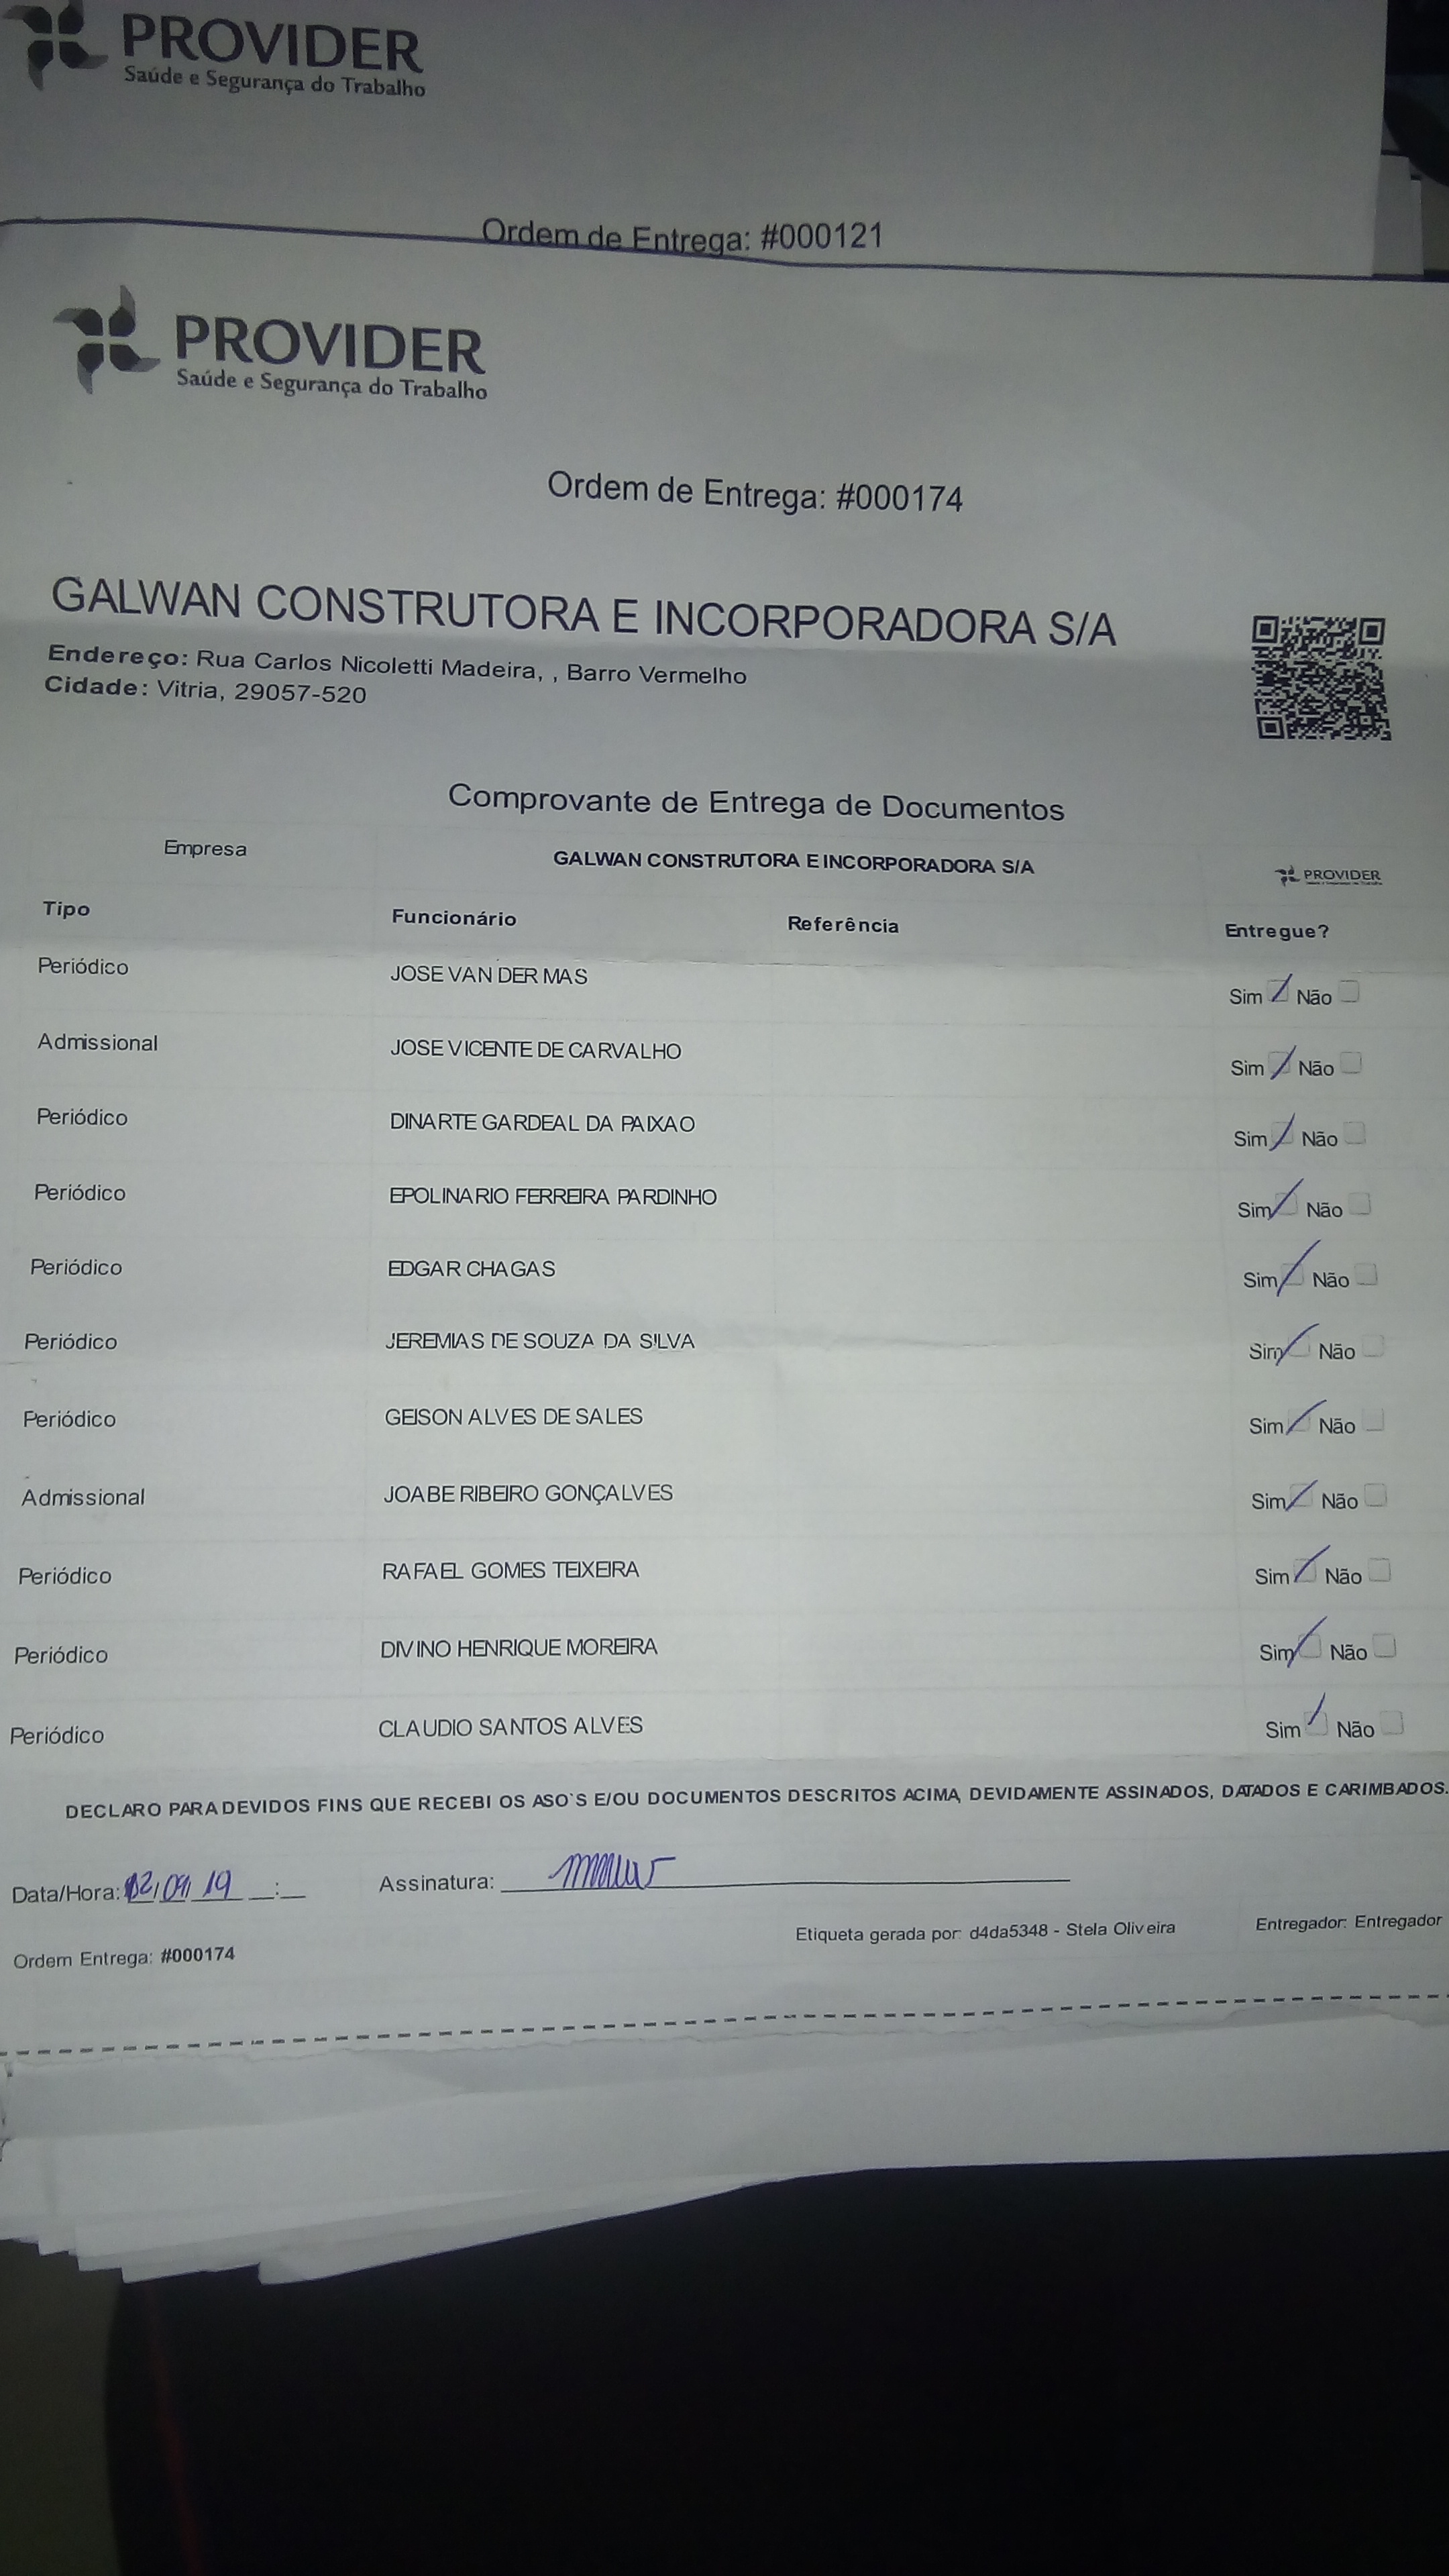 PROVIDER
Saúde e Segurança do Trabalho
Ordem de Entrega: #000121
PROVIDER
Saúde e Segurança do Trabalho
Ordem de Entrega: #000174
GALWAN CONSTRUTORA E INCORPORADORA S/A
Endereço: Rua Carlos Nicoletti Madeira, , Barro Vermelho
Cidade: Vitria, 29057-520
Comprovante de Entrega de Documentos
Empresa GALWAN CONSTRUTORA E INCORPORADORA S/A PROVIDER
Tipo Funcionário Referência Entregue?
Periódico JOSE VAN DER MAS Sim Não
Admissional JOSE VICENTE DE CARVALHO Sim Não
Periódico DINARTE GARDEAL DA PAIXAO Sim Não
Periódico EPOLINARIO FERREIRA PARDINHO Sim Não
Periódico EDGAR CHAGAS Sim Não
Periódico JEREMIAS DE SOUZA DA SILVA Sim Não
Periódico GEISON ALVES DE SALES Sim Não
Admissional JOABE RIBEIRO GONÇALVES Sim Não
Periódico RAFAEL GOMES TEIXEIRA Sim Não
Periódico DIVINO HENRIQUE MOREIRA Sim Não
Periódico CLAUDIO SANTOS ALVES Sim Não
DECLARO PARA DEVIDOS FINS QUE RECEBI OS ASO`S E/OU DOCUMENTOS DESCRITOS ACIMA, DEVIDAMENTE ASSINADOS, DATADOS E CARIMBADOS.
Data/Hora: 02/09/19 __:__ Assinatura:
Etiqueta gerada por: d4da5348 - Stela Oliveira Entregador: Entregador
Ordem Entrega: #000174